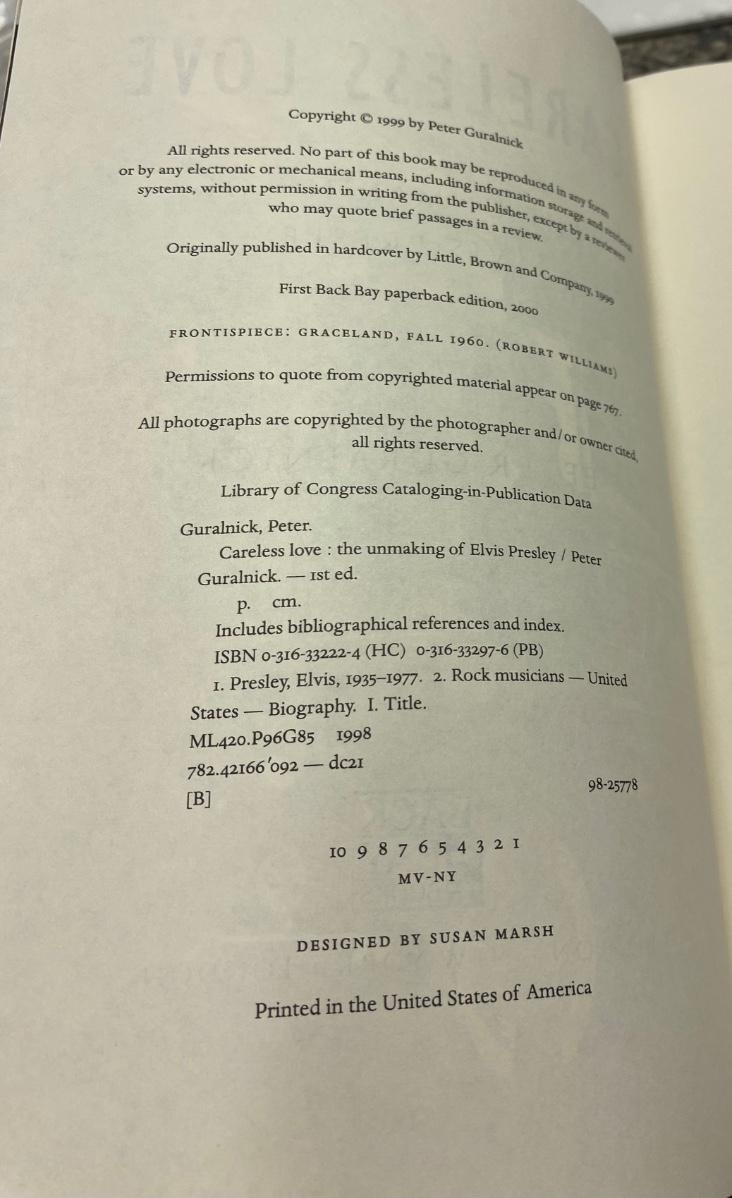 Copyright © 1999 by Peter Guralnick
All rights reserved. No part of this book may be reproduced in any form
or by any electronic or mechanical means, including information storage and retrieval
systems, without permission in writing from the publisher, except by a reviewer
who may quote brief passages in a review.
Originally published in hardcover by Little, Brown and Company, 1999
First Back Bay paperback edition, 2000
FRONTISPIECE: GRACELAND, FALL 1960. (ROBERT WILLIAMS)
Permissions to quote from copyrighted material appear on page 767.
All photographs are copyrighted by the photographer and/or owner cited,
all rights reserved.
Library of Congress Cataloging-in-Publication Data
Guralnick, Peter.
Careless love : the unmaking of Elvis Presley / Peter
Guralnick. — 1st ed.
p. cm.
Includes bibliographical references and index.
ISBN 0-316-33222-4 (HC) 0-316-33297-6 (PB)
1. Presley, Elvis, 1935–1977. 2. Rock musicians — United
States — Biography. I. Title.
ML420.P96G85 1998
782.42166'092 — dc21
[B] 98-25778
10 9 8 7 6 5 4 3 2 1
MV-NY
DESIGNED BY SUSAN MARSH
Printed in the United States of America